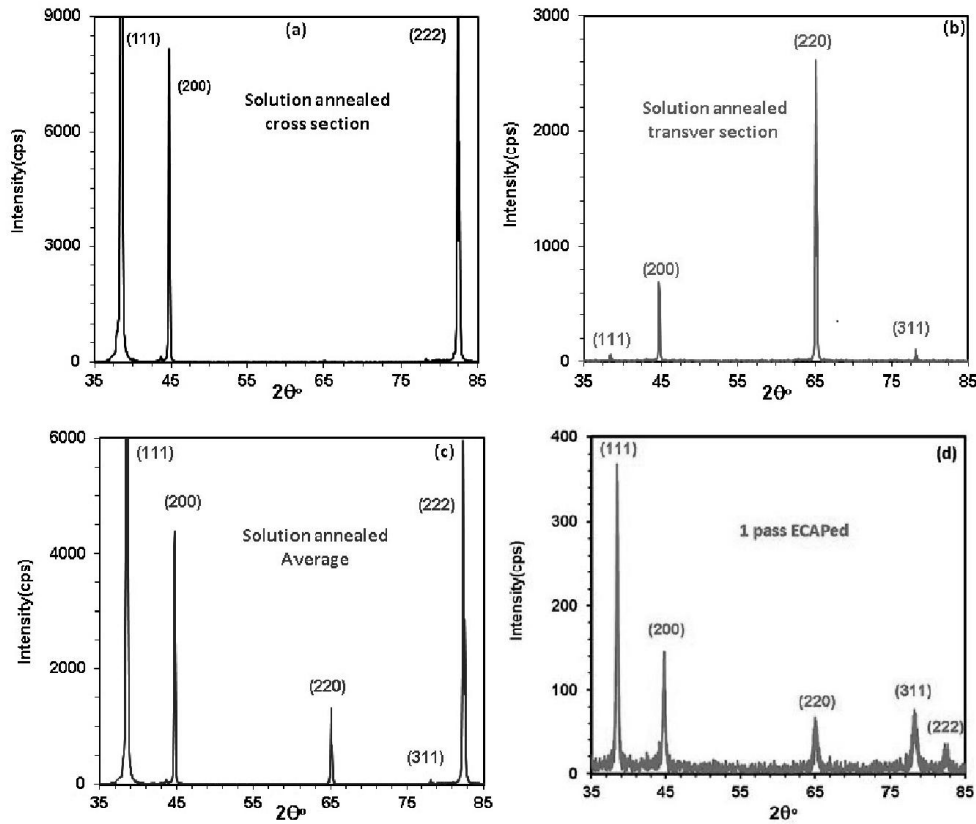 9000
6000
3000
0
Intensity(cps)
(a)
(111)
(200)
(222)
Solution annealed
cross section
35 45 55 65 75 85
2θº
3000
2000
1000
0
Intensity(cps)
(b)
(220)
Solution annealed
transver section
(200)
(111)
(311)
35 45 55 65 75 85
2θº
6000
4000
2000
0
Intensity(cps)
(c)
(111)
(200)
(222)
Solution annealed
Average
(220)
(311)
35 45 55 65 75 85
2θº
400
300
200
100
0
Intensity(cps)
(d)
(111)
1 pass ECAPed
(200)
(220)
(311)
(222)
35 45 55 65 75 85
2θº